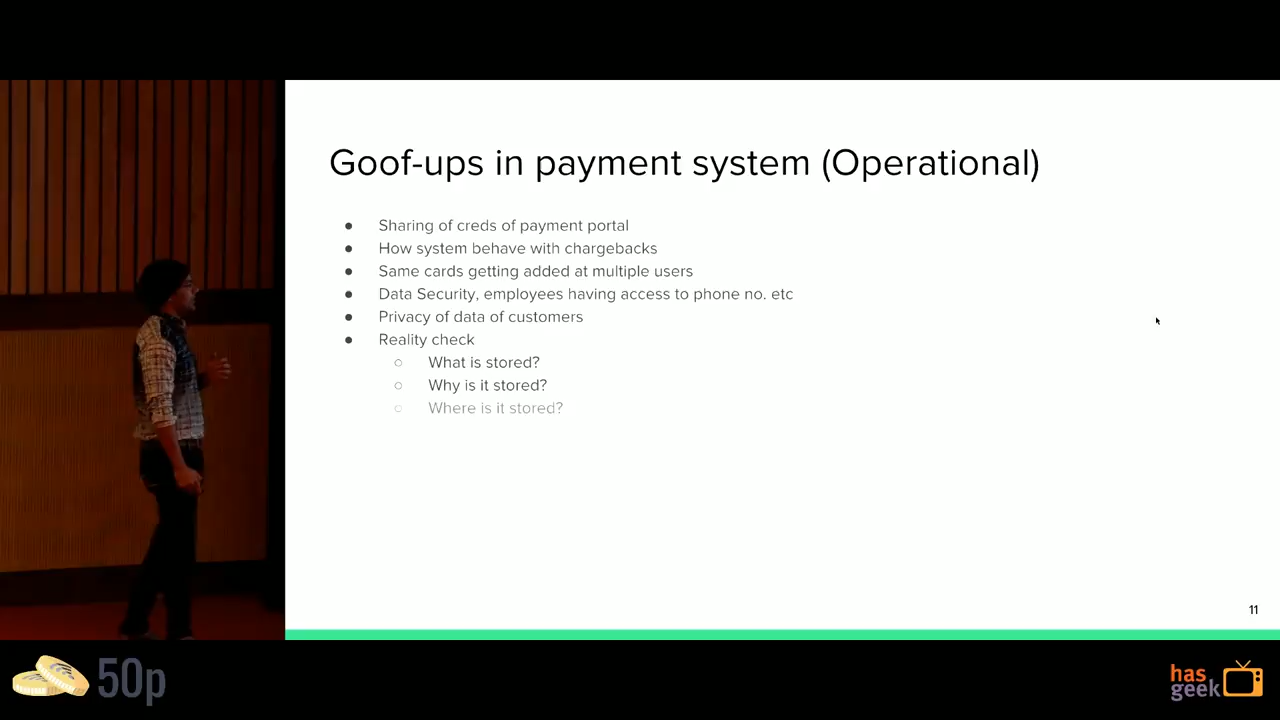 Goof-ups in payment system (Operational)
● Sharing of creds of payment portal
● How system behave with chargebacks
● Same cards getting added at multiple users
● Data Security, employees having access to phone no. etc
● Privacy of data of customers
● Reality check
○ What is stored?
○ Why is it stored?
○ Where is it stored?
11
50p
has
geek